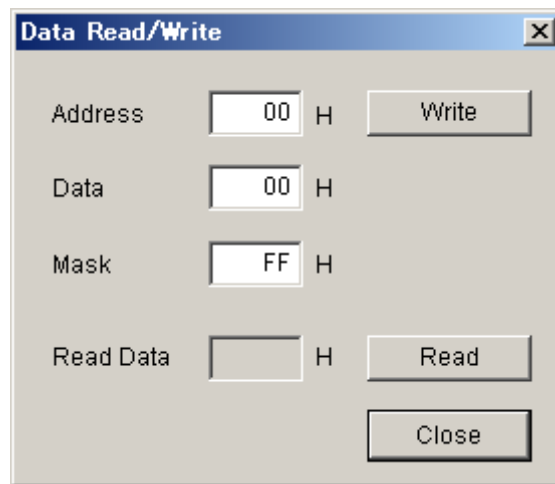 Data Read/Write
Address 00 H Write
Data 00 H
Mask FF H
Read Data H Read
Close